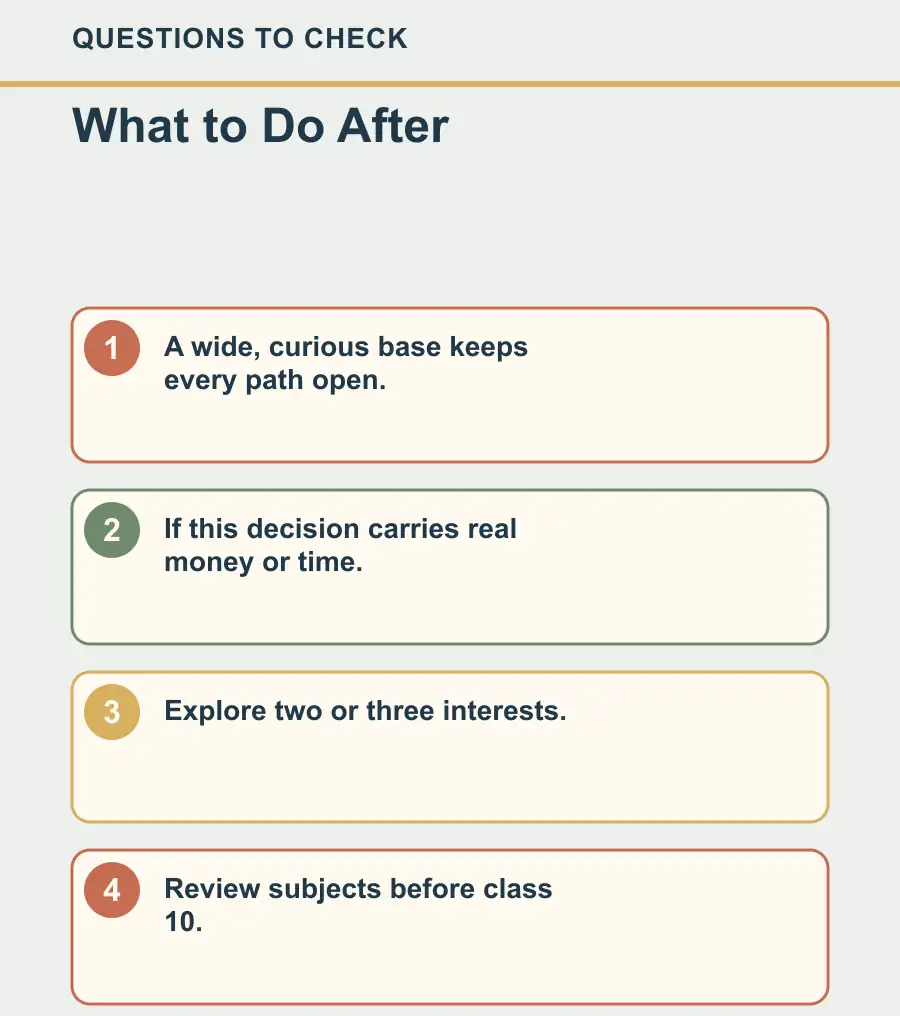 QUESTIONS TO CHECK
What to Do After
1
A wide, curious base keeps
every path open.
2
If this decision carries real
money or time.
3
Explore two or three interests.
4
Review subjects before class
10.